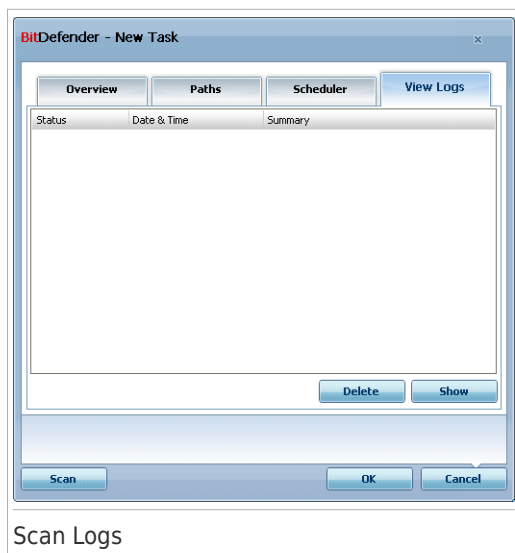 BitDefender - New Task
Overview Paths Scheduler View Logs
Status Date & Time Summary
Delete Show
Scan OK Cancel
Scan Logs